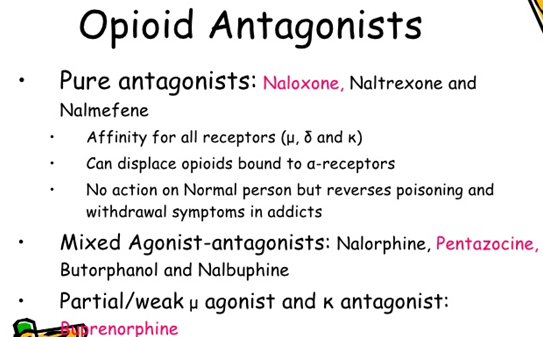 Opioid Antagonists
• Pure antagonists: Naloxone, Naltrexone and
Nalmefene
• Affinity for all receptors (μ, δ and κ)
• Can displace opioids bound to α-receptors
• No action on Normal person but reverses poisoning and
withdrawal symptoms in addicts
• Mixed Agonist-antagonists: Nalorphine, Pentazocine,
Butorphanol and Nalbuphine
• Partial/weak μ agonist and κ antagonist:
Buprenorphine